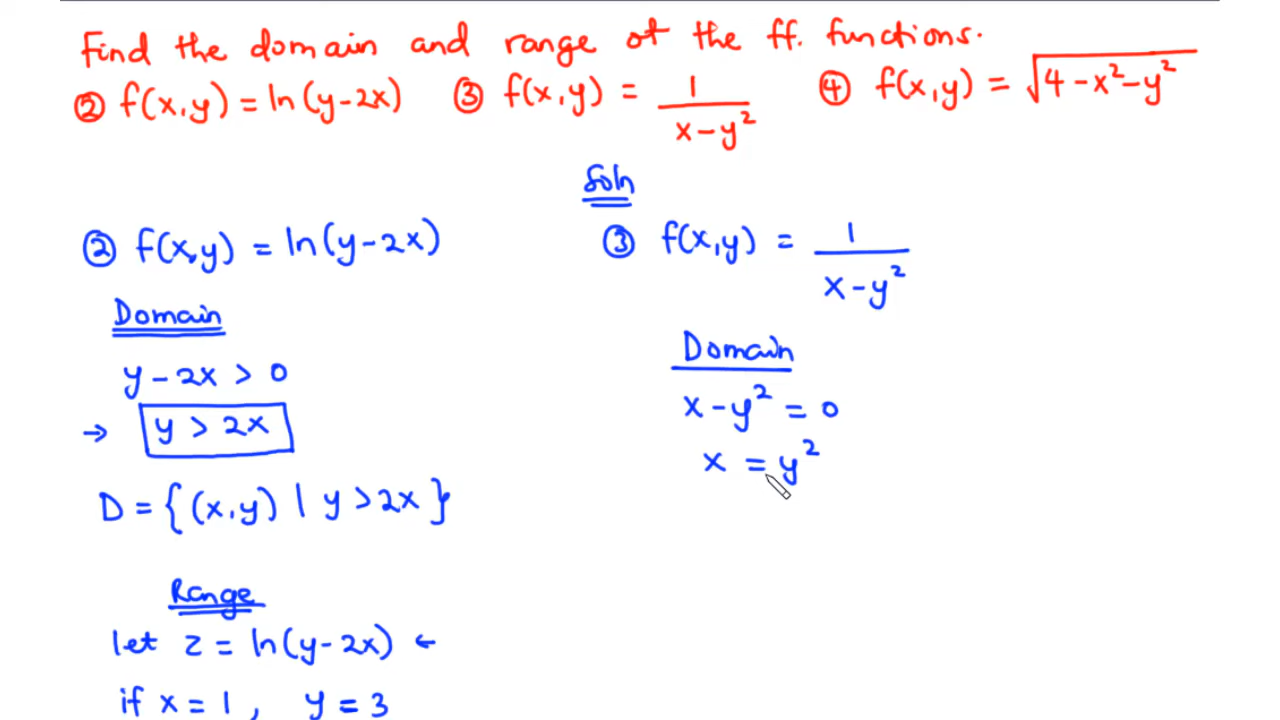 Find the domain and range of the ff. functions.
② f(x,y) = ln(y-2x) ③ f(x,y) = 1/(x-y²) ④ f(x,y) = √(4-x²-y²)
Soln
② f(x,y) = ln(y-2x)
Domain
y - 2x > 0
→ y > 2x
D = {(x,y) | y > 2x}
Range
let z = ln(y-2x) ←
if x = 1, y = 3
③ f(x,y) = 1/(x-y²)
Domain
x - y² = 0
x = y²